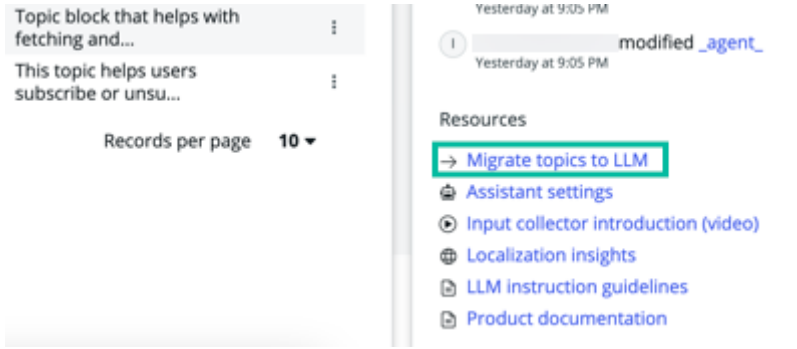 Topic block that helps with
fetching and...
This topic helps users
subscribe or unsu...
Records per page 10
Yesterday at 9:05 PM
I modified _agent_
Yesterday at 9:05 PM
Resources
Migrate topics to LLM
Assistant settings
Input collector introduction (video)
Localization insights
LLM instruction guidelines
Product documentation